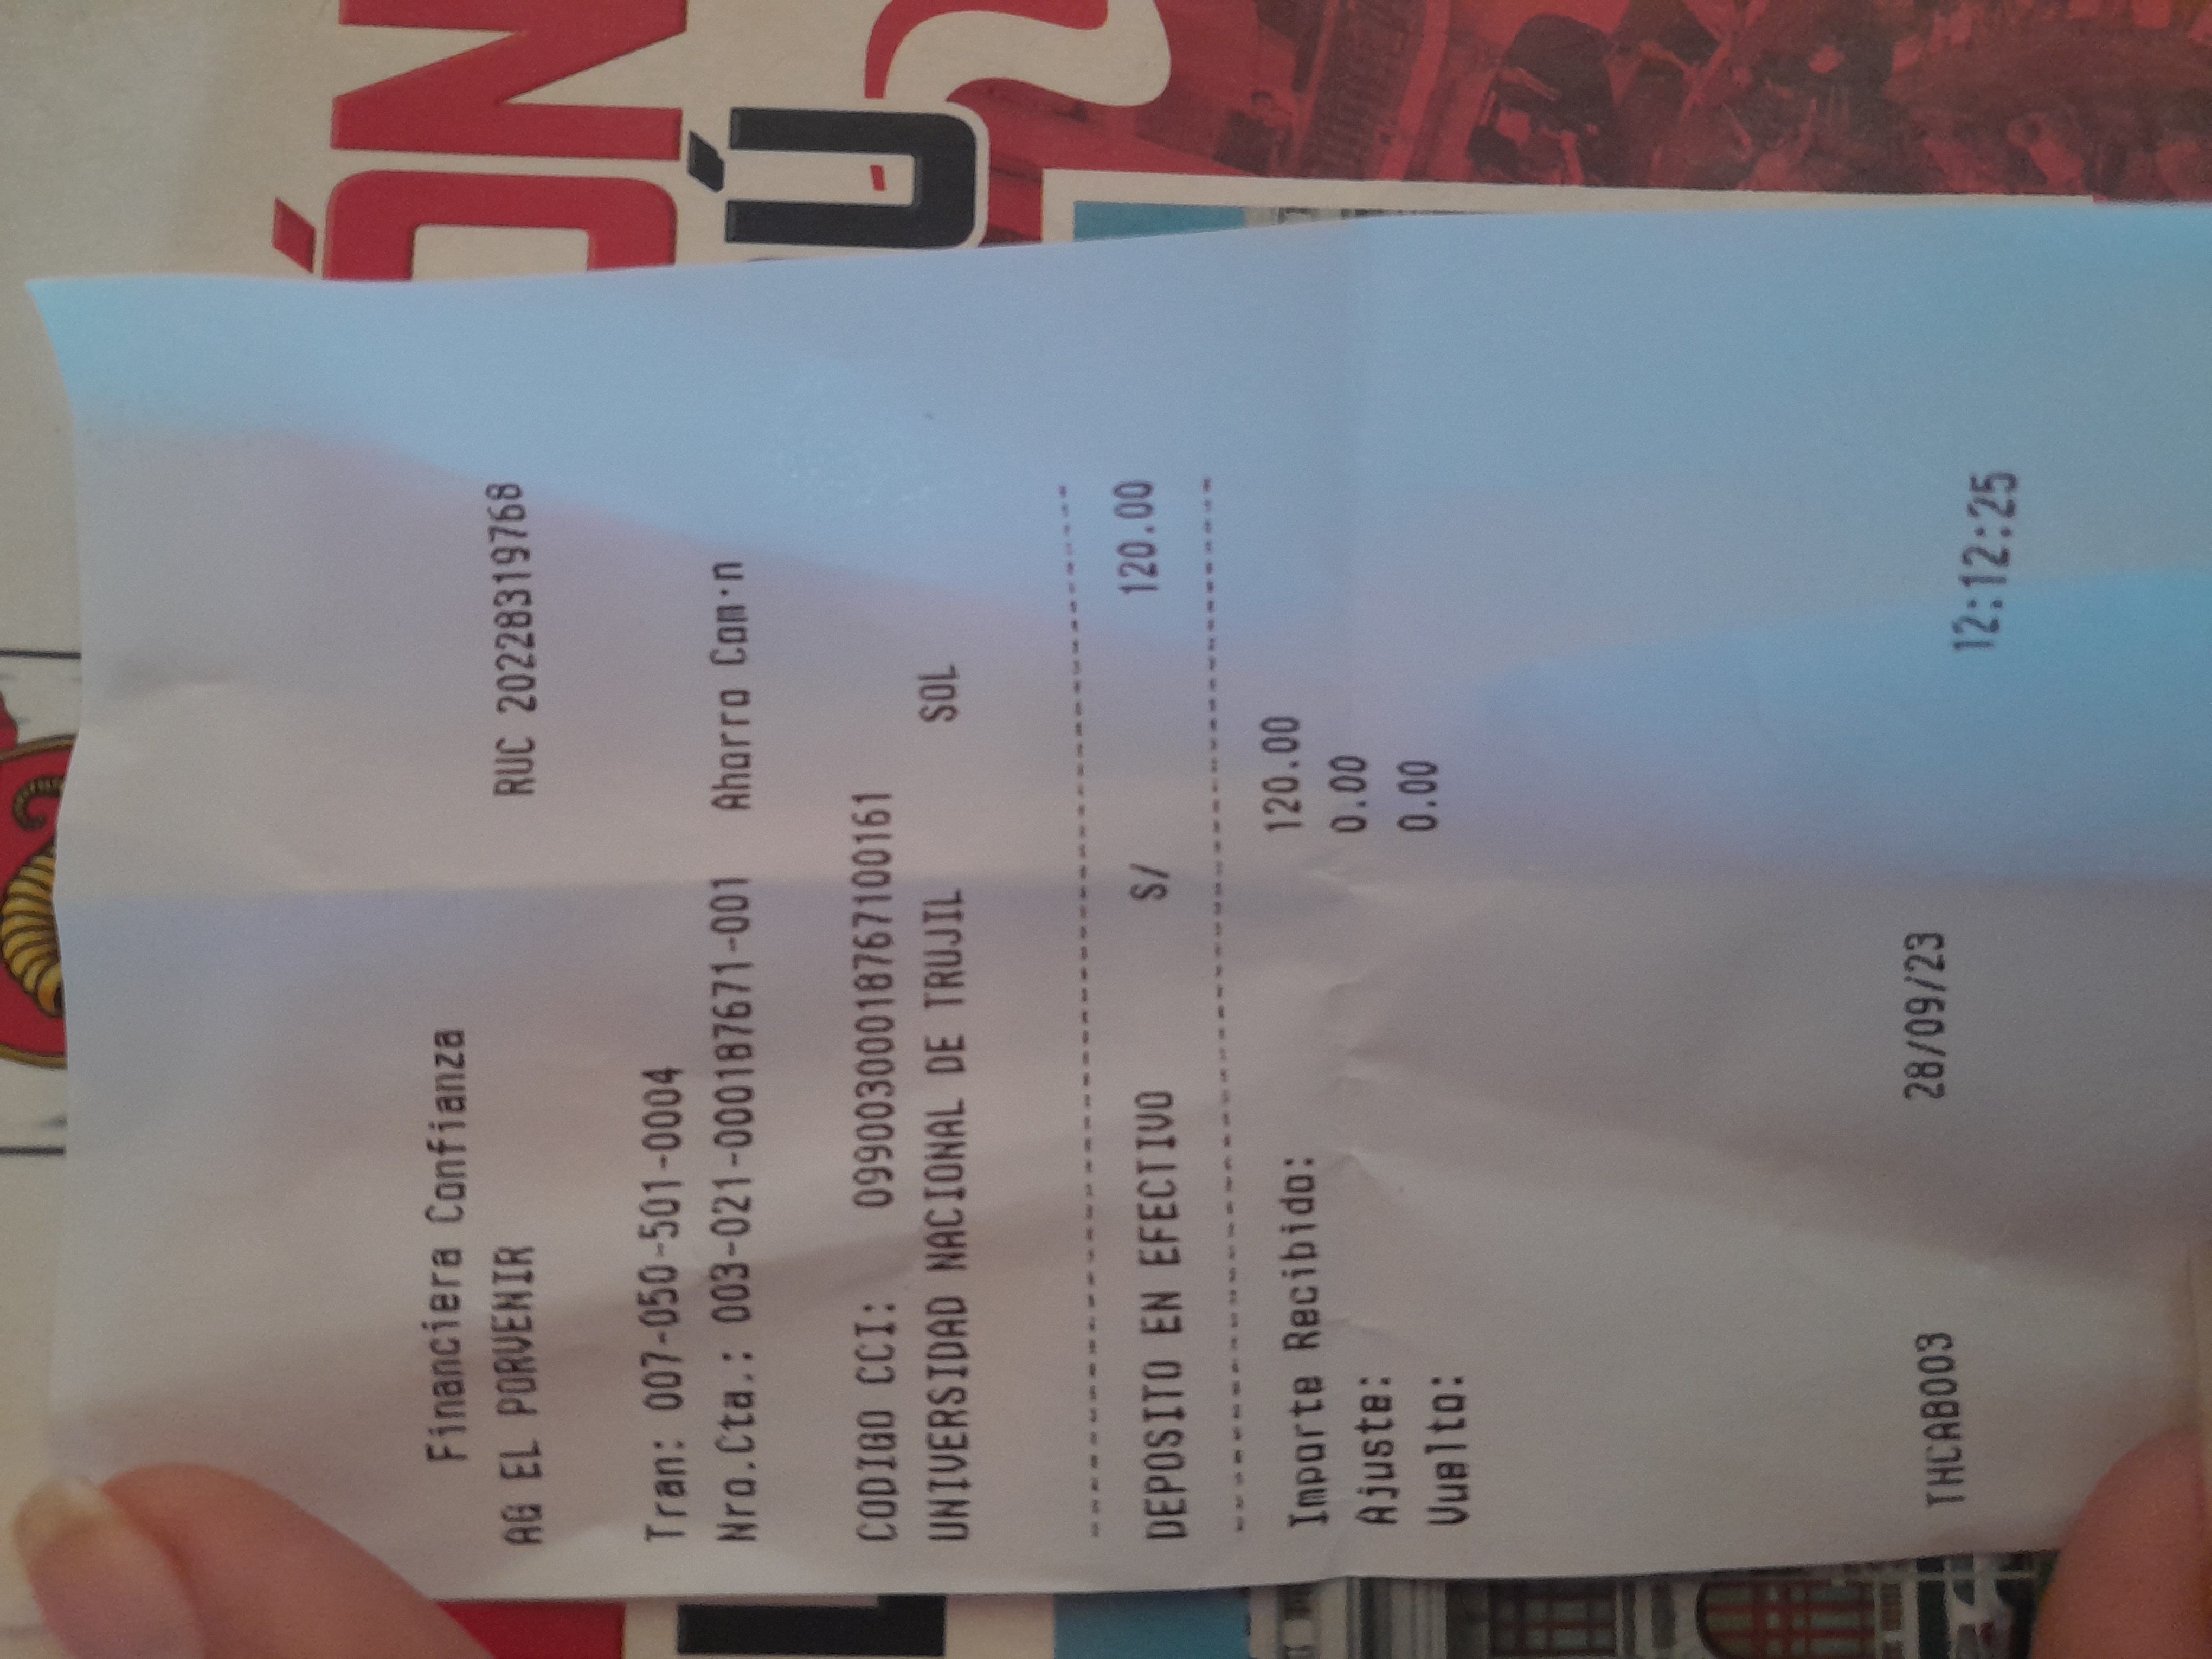 Financiera Confianza
AG EL PORVENIR RUC 20228319768
Tran: 007-050-501-0004
Nro.Cta.: 003-021-000187671-001 Ahorro Com·n
CODIGO CCI: 09900300018767100161
UNIVERSIDAD NACIONAL DE TRUJIL SOL
DEPOSITO EN EFECTIVO S/ 120.00
Importe Recibido: 120.00
Ajuste: 0.00
Vuelto: 0.00
THCAB003 28/09/23 12:12:25